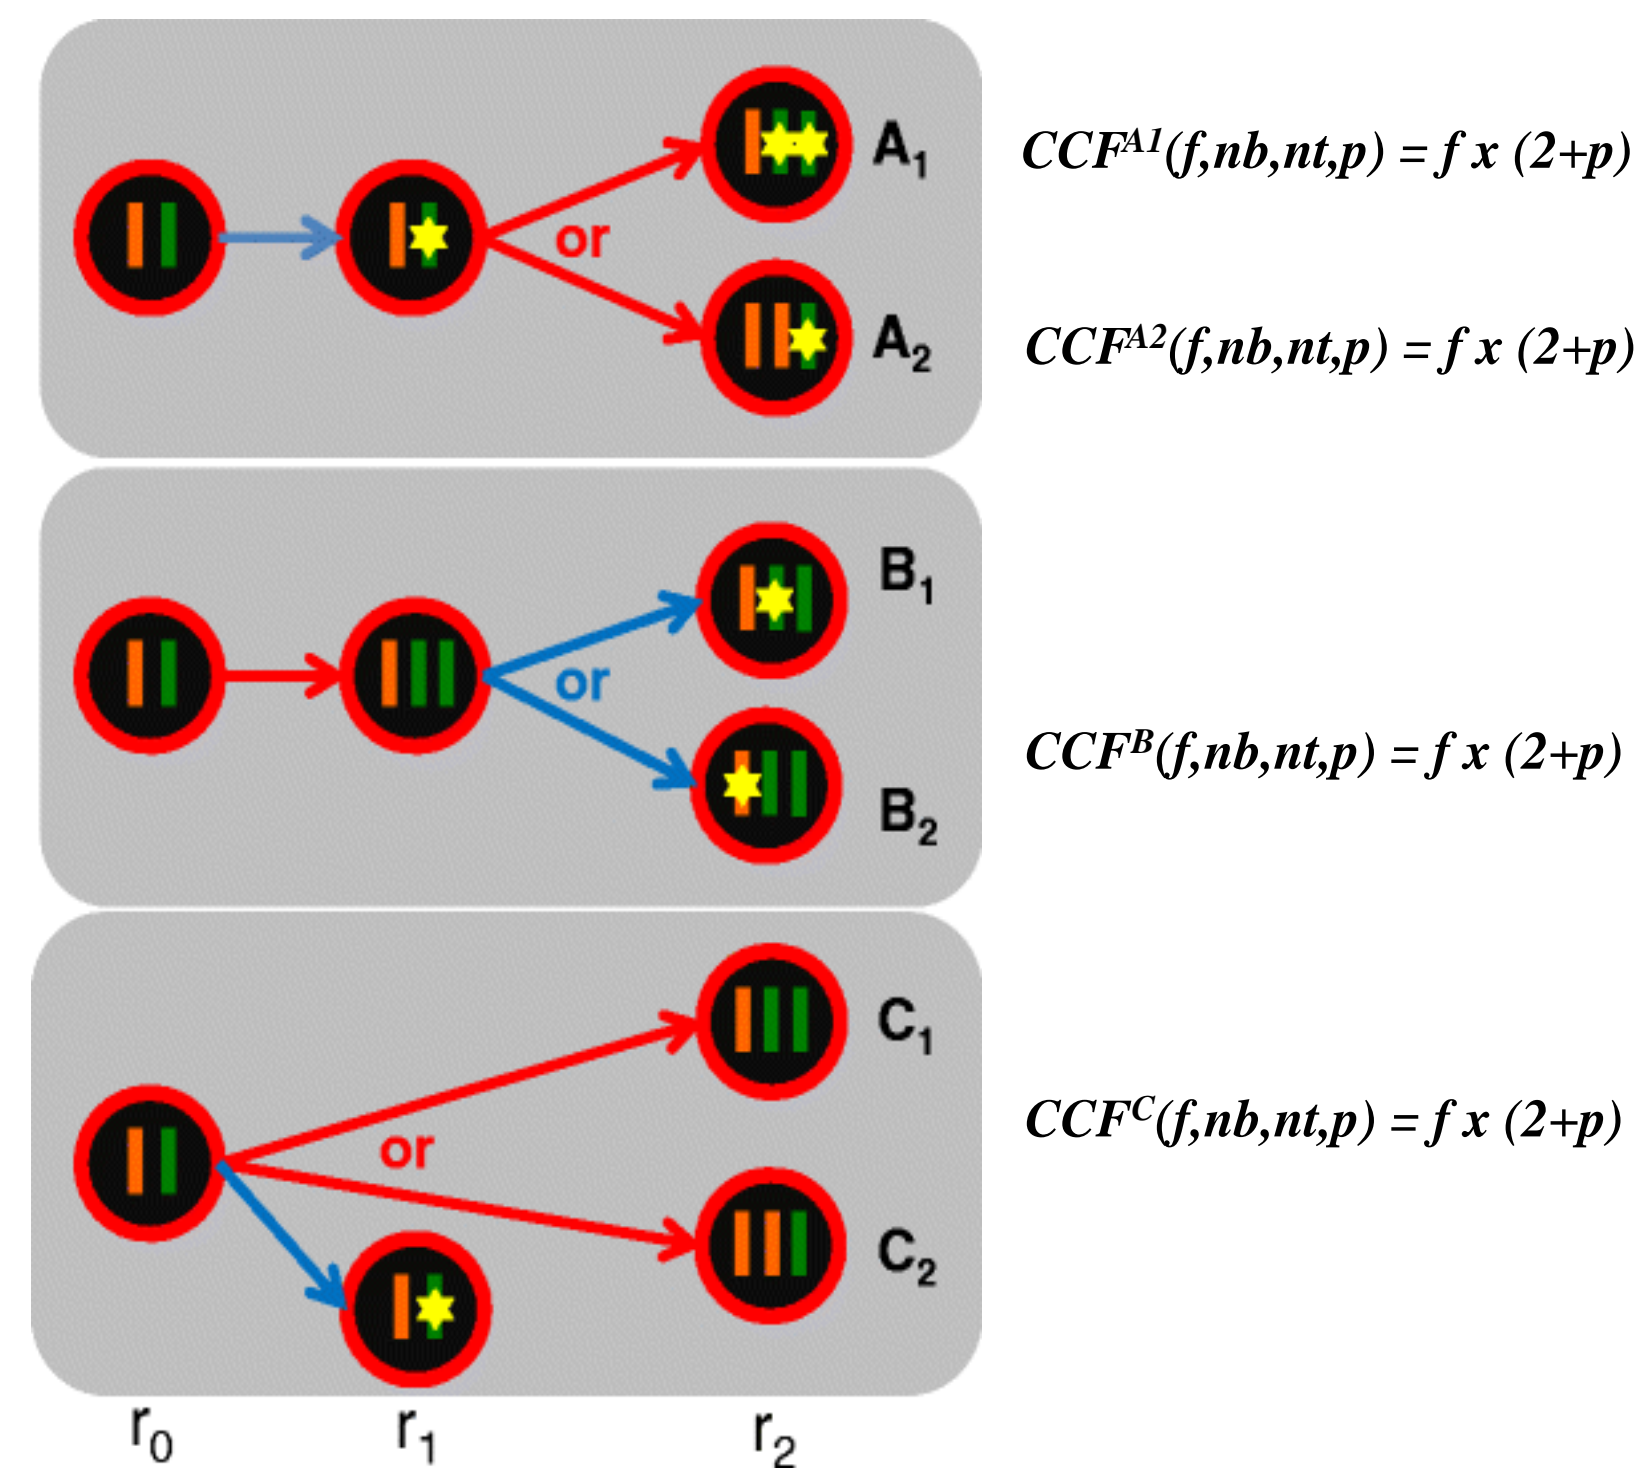 A₁
CCFᴬ¹(f,nb,nt,p) = f x (2+p)
or
A₂
CCFᴬ²(f,nb,nt,p) = f x (2+p)
B₁
or
CCFᴮ(f,nb,nt,p) = f x (2+p)
B₂
C₁
or
CCFᶜ(f,nb,nt,p) = f x (2+p)
C₂
r₀ r₁ r₂